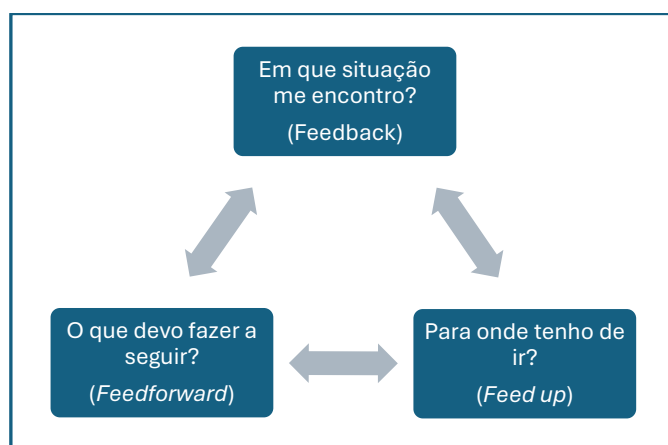 Em que situação
me encontro?
(Feedback)
O que devo fazer a
seguir?
(Feedforward)
Para onde tenho de
ir?
(Feed up)